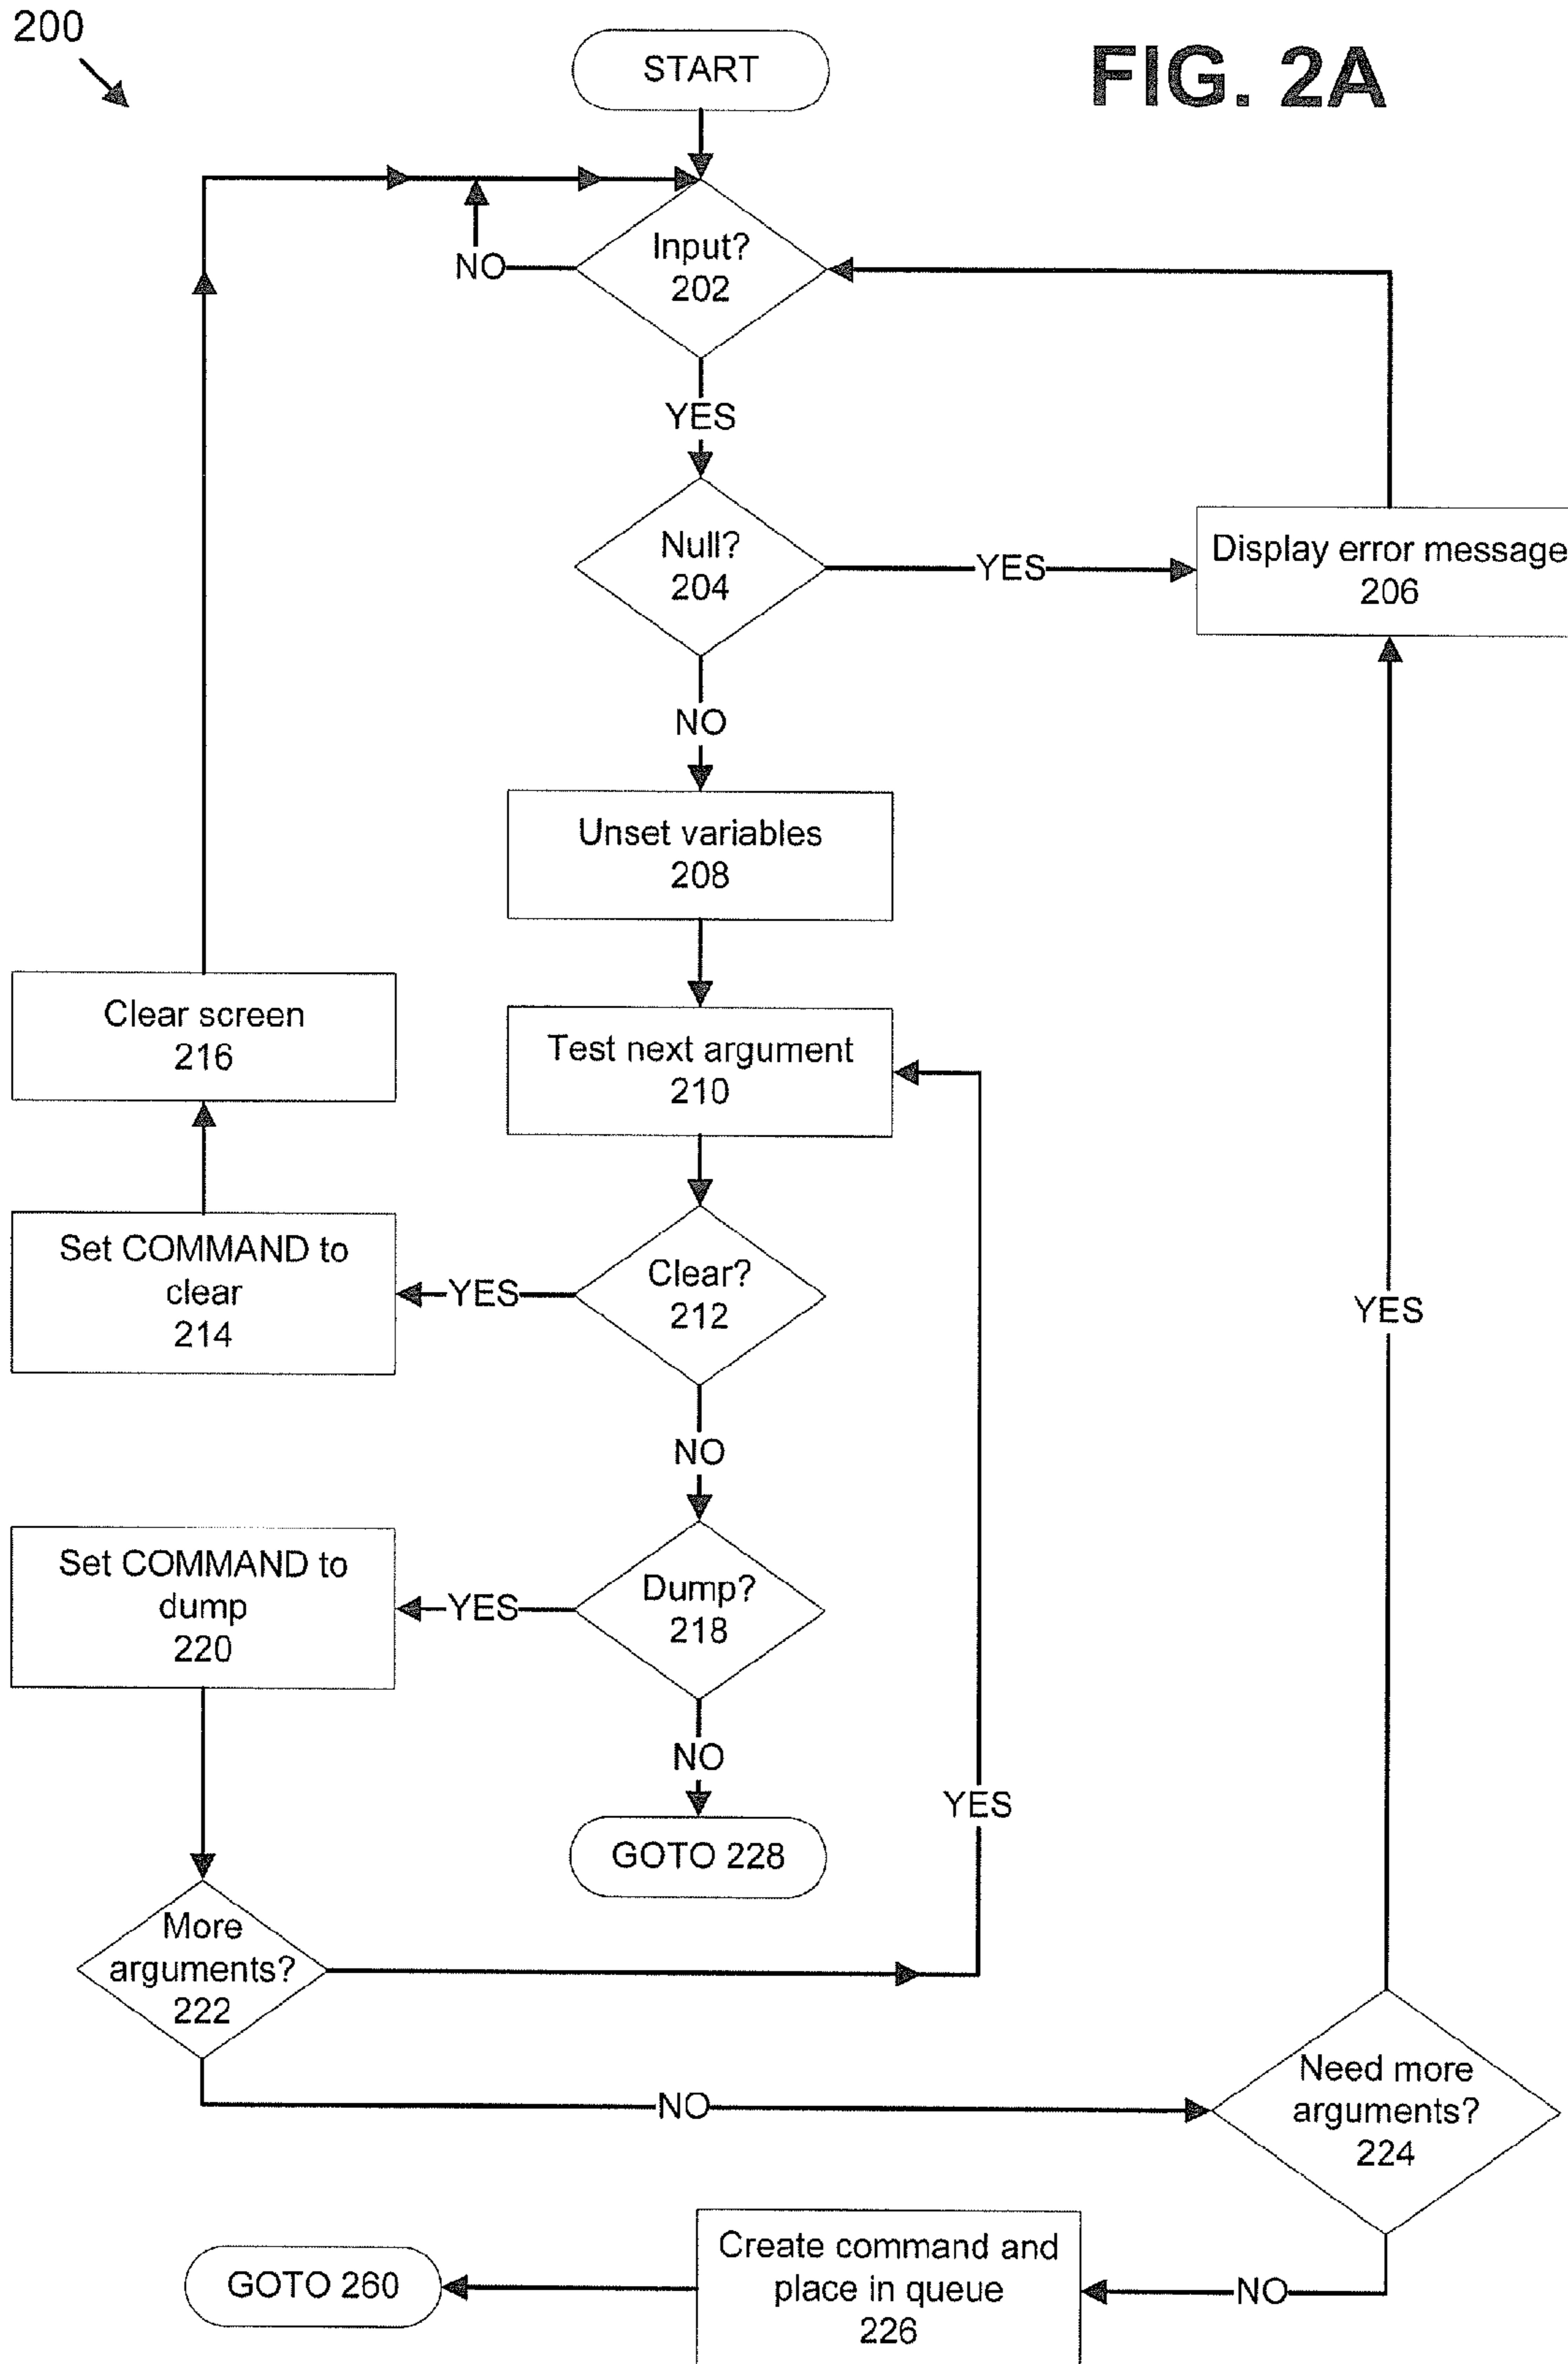 200
START
FIG. 2A
Input?
202
NO
YES
Null?
204
YES
Display error message
206
NO
Unset variables
208
Clear screen
216
Test next argument
210
Set COMMAND to
clear
214
YES
Clear?
212
YES
NO
Set COMMAND to
dump
220
YES
Dump?
218
NO
YES
GOTO 228
More
arguments?
222
Need more
arguments?
224
NO
Create command and
place in queue
226
GOTO 260
NO